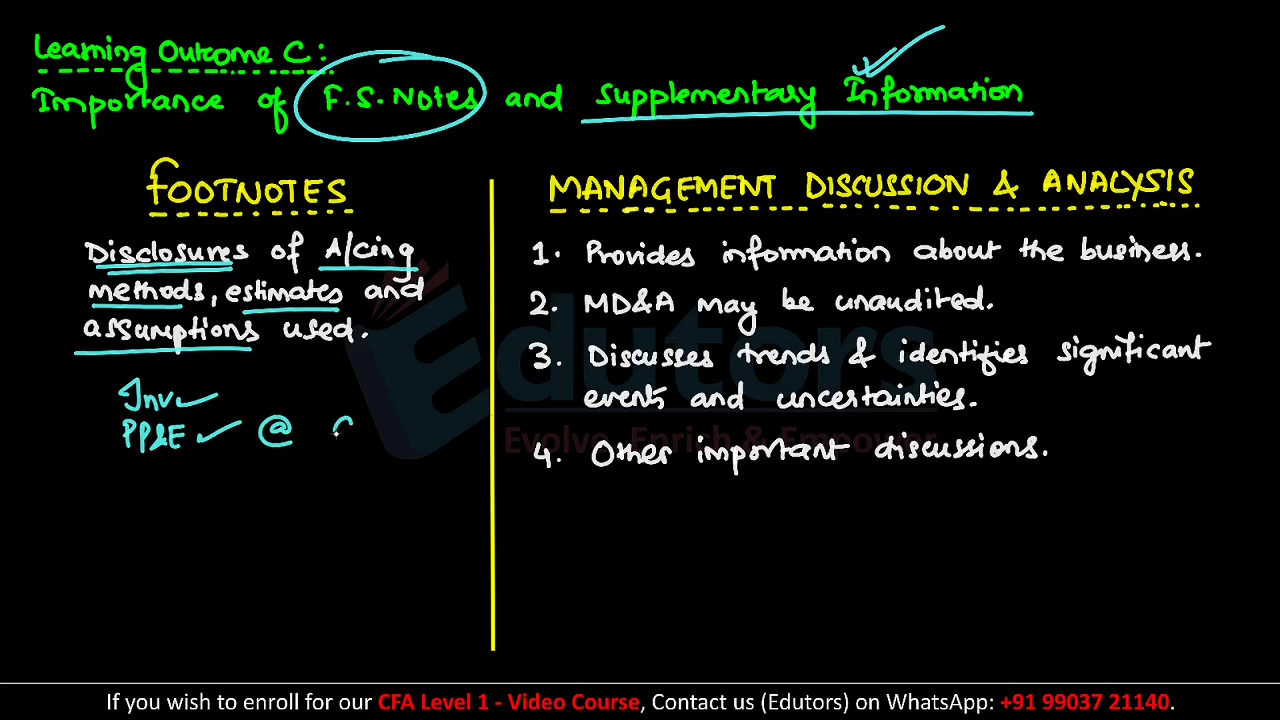 Learning Outcome C:
Importance of F.S. Notes and Supplementary Information
FOOTNOTES
Disclosures of A/cing
methods, estimates and
assumptions used.
Inv
PP&E @
MANAGEMENT DISCUSSION & ANALYSIS
1. Provides information about the business.
2. MD&A may be unaudited.
3. Discusses trends & identifies significant
events and uncertainties.
4. Other important discussions.
Edutors
Evolve, Enrich & Empower
If you wish to enroll for our CFA Level 1 - Video Course, Contact us (Edutors) on WhatsApp: +91 99037 21140.